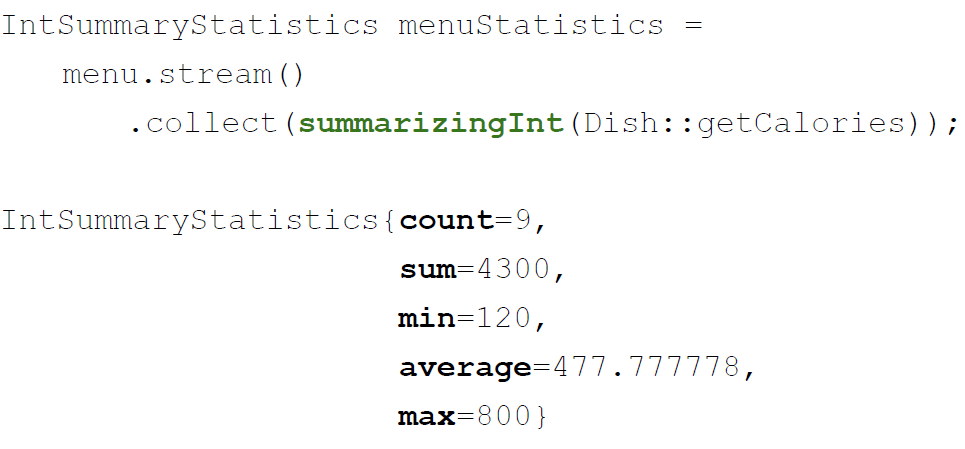 IntSummaryStatistics menuStatistics =
menu.stream()
.collect(summarizingInt(Dish::getCalories));
IntSummaryStatistics{count=9,
sum=4300,
min=120,
average=477.777778,
max=800}